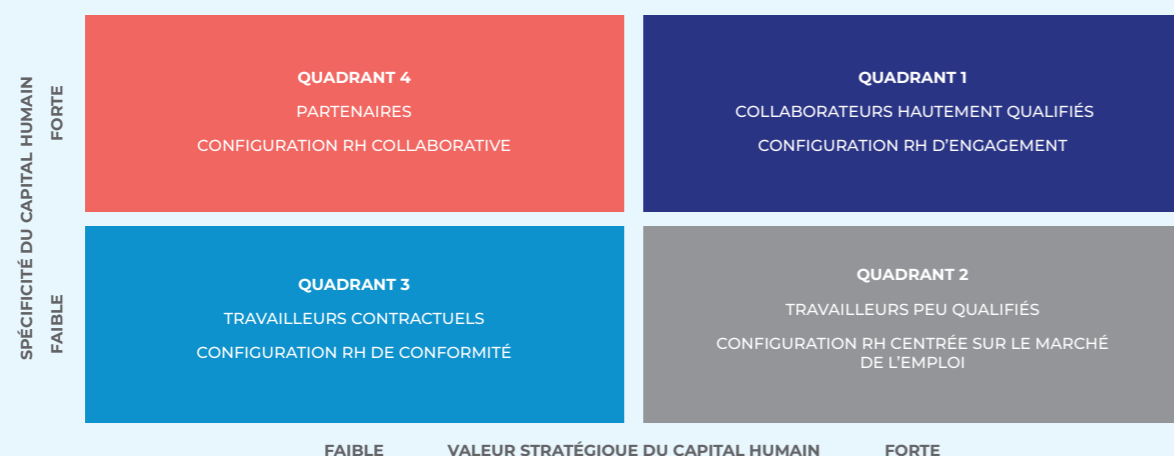 SPÉCIFICITÉ DU CAPITAL HUMAIN
FORTE
FAIBLE
QUADRANT 4
PARTENAIRES
CONFIGURATION RH COLLABORATIVE
QUADRANT 1
COLLABORATEURS HAUTEMENT QUALIFIÉS
CONFIGURATION RH D'ENGAGEMENT
QUADRANT 3
TRAVAILLEURS CONTRACTUELS
CONFIGURATION RH DE CONFORMITÉ
QUADRANT 2
TRAVAILLEURS PEU QUALIFIÉS
CONFIGURATION RH CENTRÉE SUR LE MARCHÉ
DE L'EMPLOI
FAIBLE VALEUR STRATÉGIQUE DU CAPITAL HUMAIN FORTE